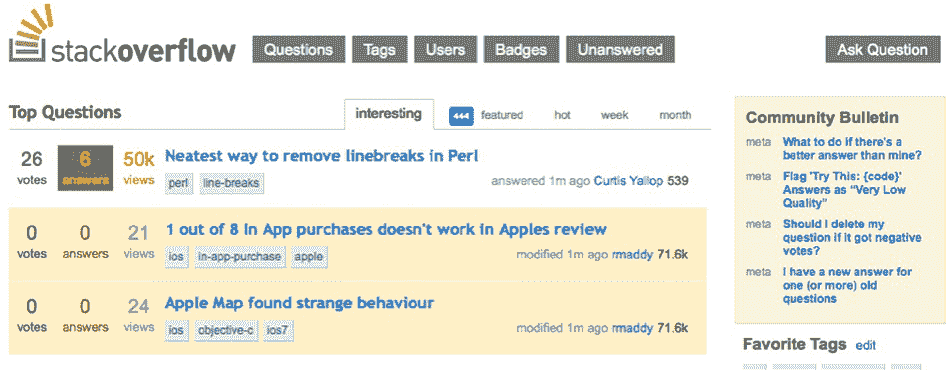 stackoverflow
Questions Tags Users Badges Unanswered Ask Question
Top Questions interesting 444 featured hot week month
26 votes 6 answers 50k views
Neatest way to remove linebreaks in Perl
perl line-breaks
answered 1m ago Curtis Yallop 539
0 votes 0 answers 21 views
1 out of 8 In App purchases doesn't work in Apples review
ios in-app-purchase apple
modified 1m ago rmaddy 71.6k
0 votes 0 answers 24 views
Apple Map found strange behaviour
ios objective-c ios7
modified 1m ago rmaddy 71.6k
Community Bulletin
meta What to do if there's
a better answer than mine?
meta Flag 'Try This: {code}'
Answers as “Very Low
Quality”
meta Should I delete my
question if it got negative
votes?
meta I have a new answer for
one (or more) old
questions
Favorite Tags edit